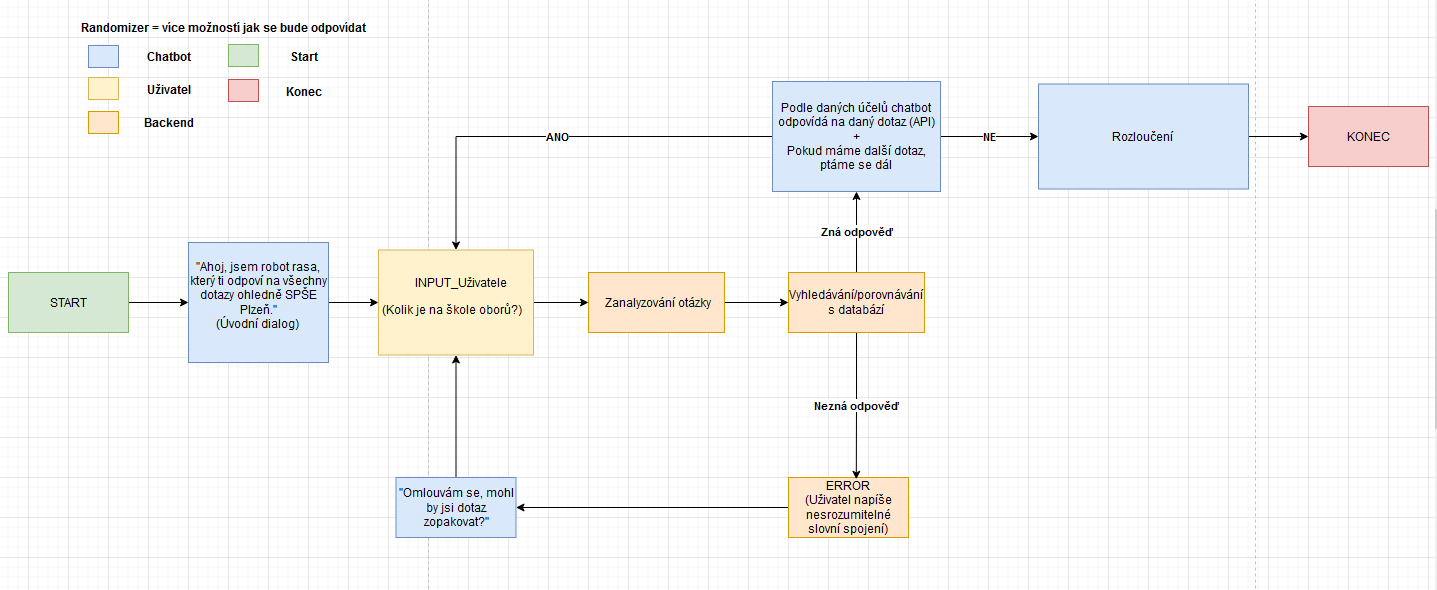 Randomizer = více možností jak se bude odpovídat
Chatbot
Start
Uživatel
Konec
Backend
Podle daných účelů chatbot
odpovídá na daný dotaz (API)
+
Pokud máme další dotaz,
ptáme se dál
ANO
NE
Rozloučení
KONEC
Zná odpověď
START
"Ahoj, jsem robot rasa,
který ti odpoví na všechny
dotazy ohledně SPŠE
Plzeň."
(Úvodní dialog)
INPUT_Uživatele
(Kolik je na škole oborů?)
Zanalyzování otázky
Vyhledávání/porovnávání
s databází
Nezná odpověď
"Omlouvám se, mohl
by jsi dotaz
zopakovat?"
ERROR
(Uživatel napíše
nesrozumitelné
slovní spojení)